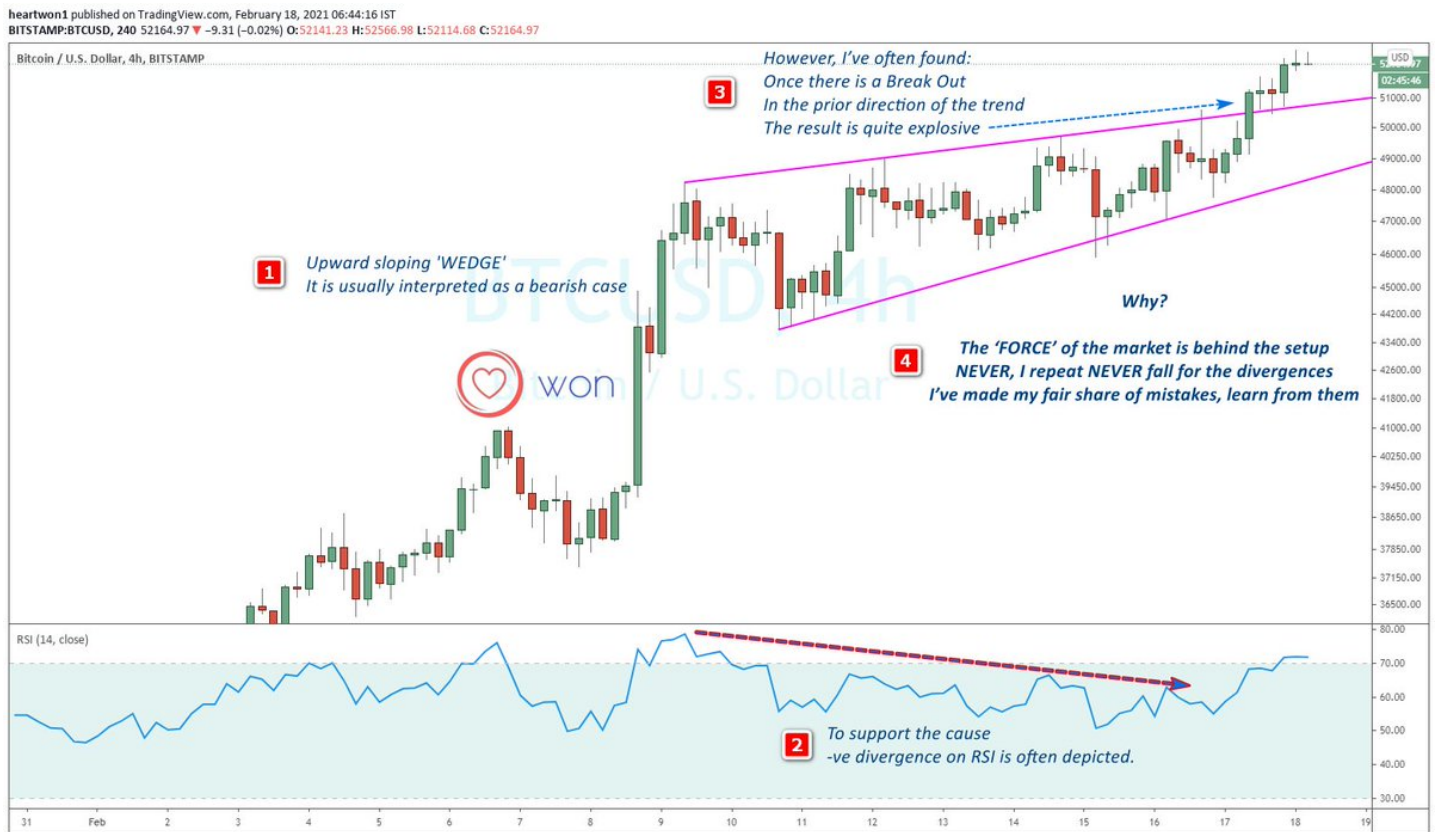 heartwon1 published on TradingView.com, February 18, 2021 06:44:16 IST
BITSTAMP:BTCUSD, 240 52164.97 ▼ −9.31 (−0.02%) O:52141.23 H:52566.98 L:52114.68 C:52164.97
Bitcoin / U.S. Dollar, 4h, BITSTAMP
USD
02:45:46
3
However, I've often found:
Once there is a Break Out
In the prior direction of the trend
The result is quite explosive
1
Upward sloping 'WEDGE'
It is usually interpreted as a bearish case
BTCUSD, 4h
Bitcoin / U.S. Dollar
won
Why?
4
The ‘FORCE’ of the market is behind the setup
NEVER, I repeat NEVER fall for the divergences
I've made my fair share of mistakes, learn from them
51000.00
50000.00
49000.00
48000.00
47000.00
46000.00
45000.00
44200.00
43400.00
42600.00
41800.00
41000.00
40250.00
39450.00
38650.00
37850.00
37150.00
36500.00
RSI (14, close)
2
To support the cause
-ve divergence on RSI is often depicted.
80.00
70.00
60.00
50.00
40.00
30.00
31 Feb 2 3 4 5 6 7 8 9 10 11 12 13 14 15 16 17 18 19